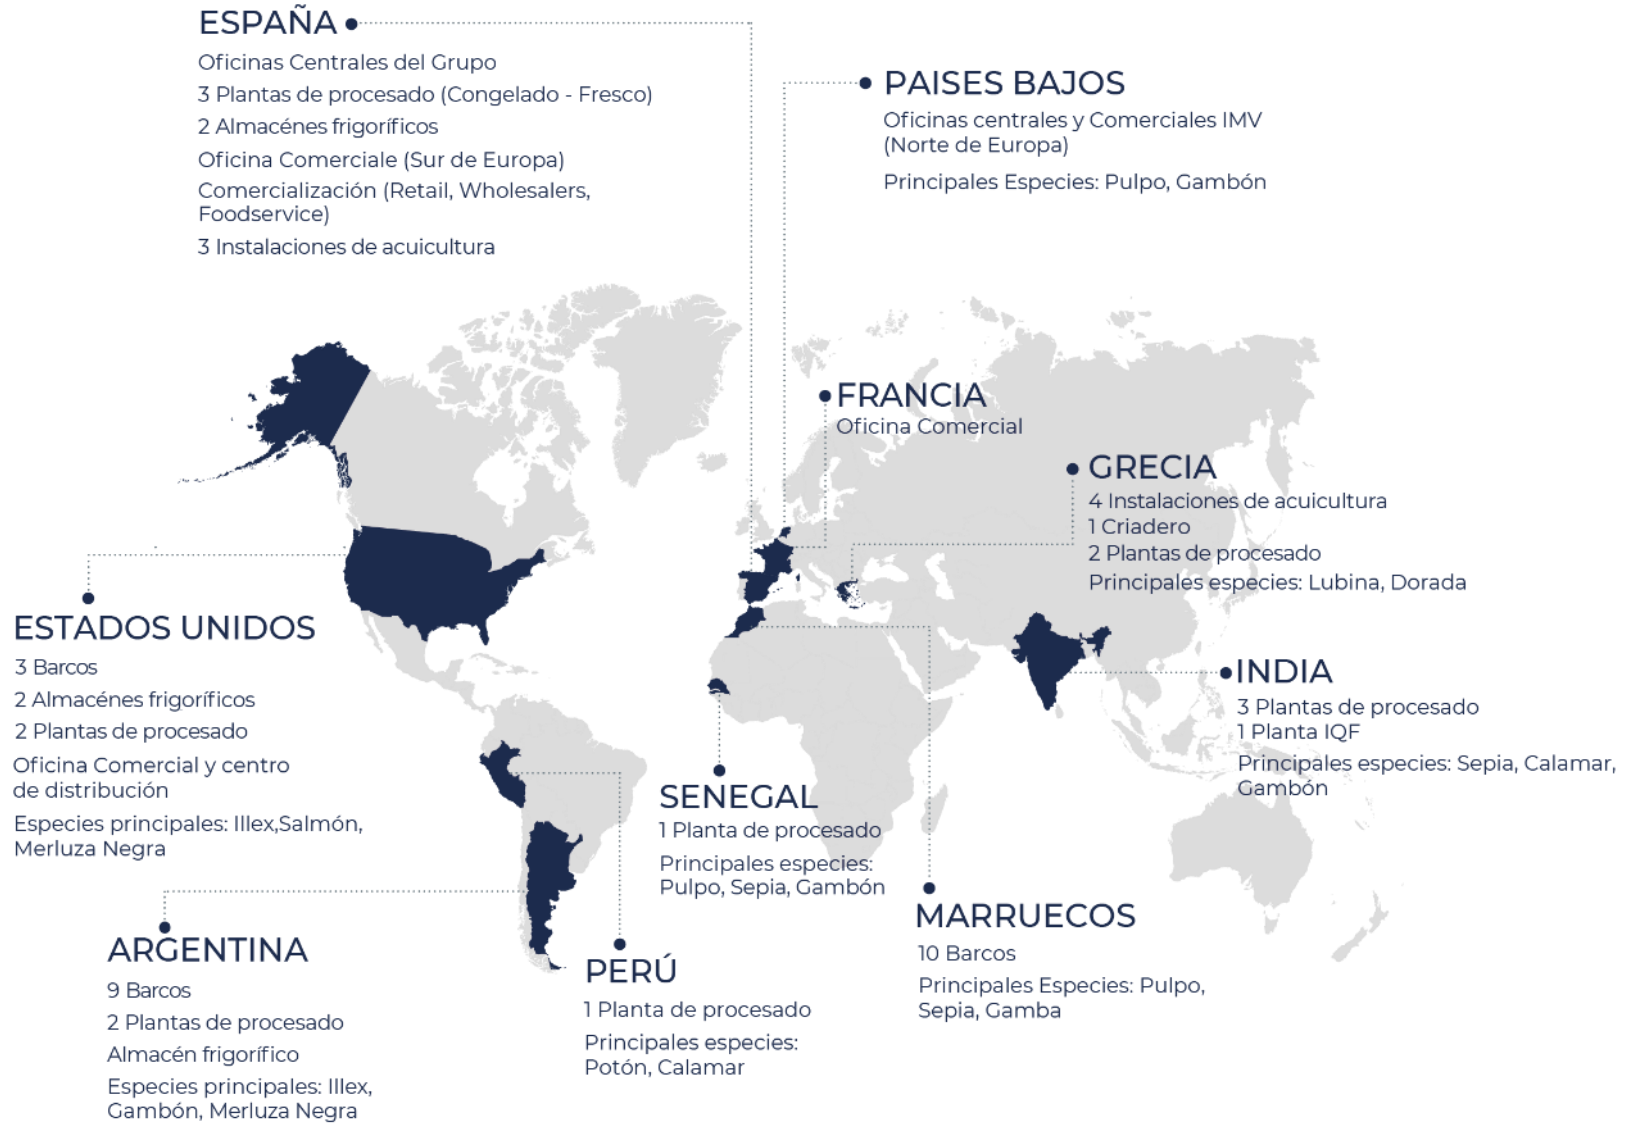 ESPAÑA
Oficinas Centrales del Grupo
3 Plantas de procesado (Congelado - Fresco)
2 Almacénes frigoríficos
Oficina Comerciale (Sur de Europa)
Comercialización (Retail, Wholesalers,
Foodservice)
3 Instalaciones de acuicultura
PAISES BAJOS
Oficinas centrales y Comerciales IMV
(Norte de Europa)
Principales Especies: Pulpo, Gambón
FRANCIA
Oficina Comercial
GRECIA
4 Instalaciones de acuicultura
1 Criadero
2 Plantas de procesado
Principales especies: Lubina, Dorada
ESTADOS UNIDOS
3 Barcos
2 Almacénes frigoríficos
2 Plantas de procesado
Oficina Comercial y centro
de distribución
Especies principales: Illex,Salmón,
Merluza Negra
INDIA
3 Plantas de procesado
1 Planta IQF
Principales especies: Sepia, Calamar,
Gambón
SENEGAL
1 Planta de procesado
Principales especies:
Pulpo, Sepia, Gambón
MARRUECOS
10 Barcos
Principales Especies: Pulpo,
Sepia, Gamba
ARGENTINA
9 Barcos
2 Plantas de procesado
Almacén frigorífico
Especies principales: Illex,
Gambón, Merluza Negra
PERÚ
1 Planta de procesado
Principales especies:
Potón, Calamar